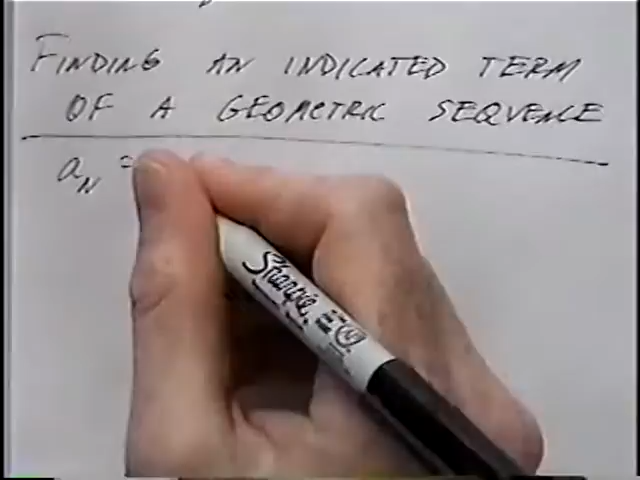 FINDING AN INDICATED TERM
OF A GEOMETRIC SEQUENCE
aN =
Sharpie